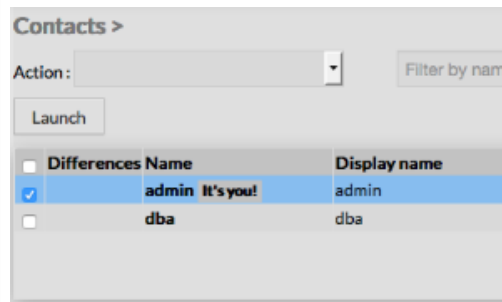 Contacts >
Action :
Filter by nam
Launch
Differences Name Display name
admin It's you! admin
dba dba